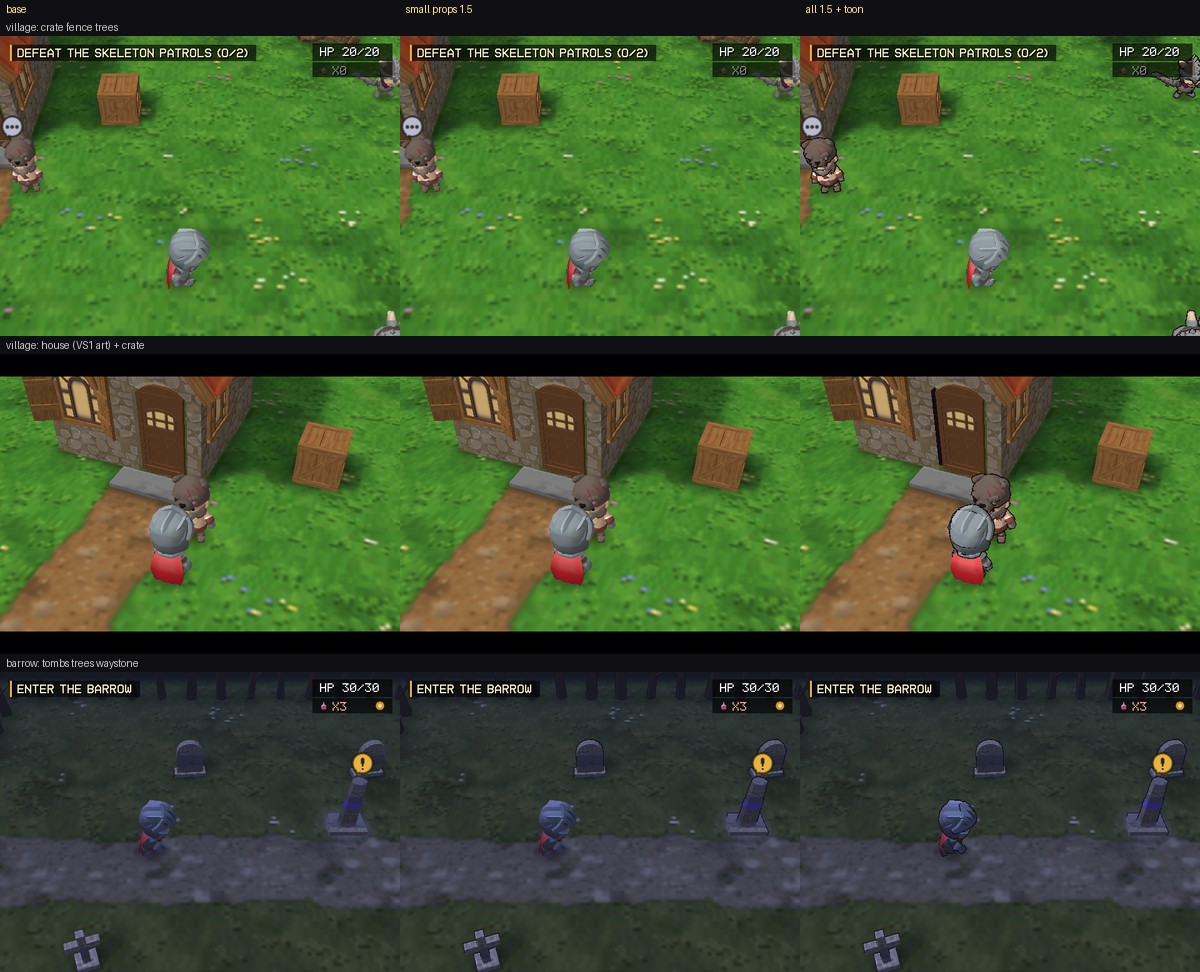 base
small props 1.5
all 1.5 + toon
village: crate fence trees
DEFEAT THE SKELETON PATROLS (0/2)
HP 20/20
X0
DEFEAT THE SKELETON PATROLS (0/2)
HP 20/20
X0
DEFEAT THE SKELETON PATROLS (0/2)
HP 20/20
X0
village: house (VS1 art) + crate
barrow: tombs trees waystone
ENTER THE BARROW
HP 30/30
X3
!
ENTER THE BARROW
HP 30/30
X3
!
ENTER THE BARROW
HP 30/30
X3
!